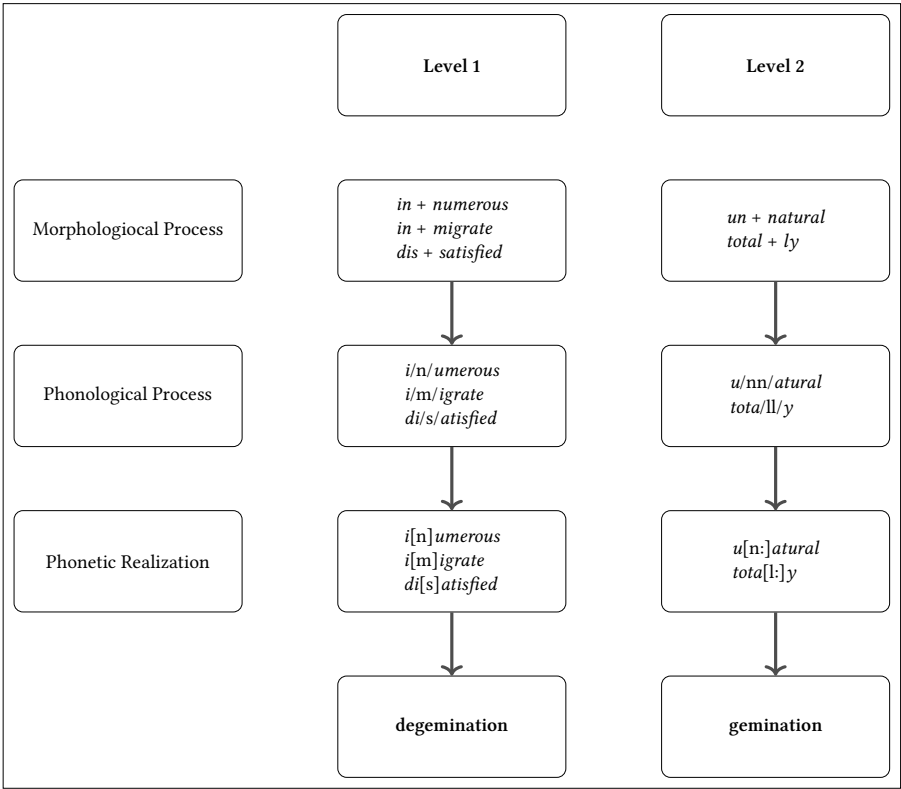 Level 1
Level 2
Morphologiocal Process
in + numerous
in + migrate
dis + satisfied
un + natural
total + ly
Phonological Process
i/n/umerous
i/m/igrate
di/s/atisfied
u/nn/atural
tota/ll/y
Phonetic Realization
i[n]umerous
i[m]igrate
di[s]atisfied
u[n:]atural
tota[l:]y
degemination
gemination